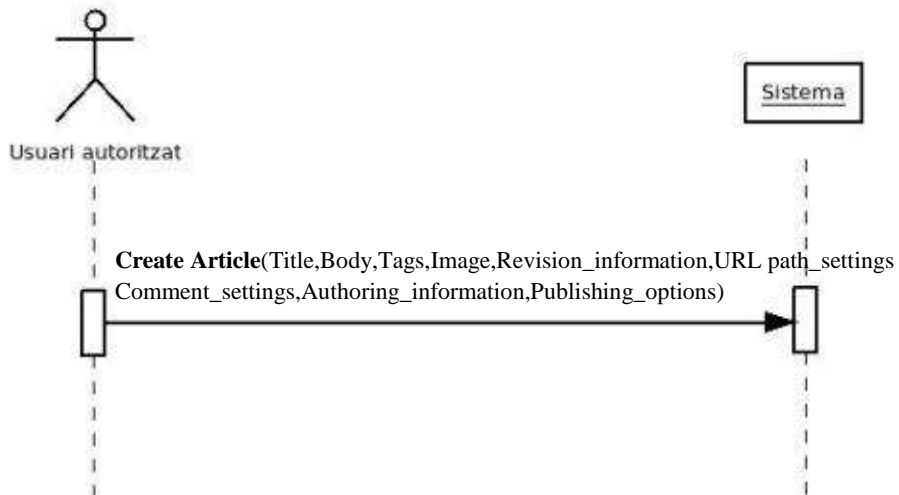 Sistema
Usuari autoritzat
Create Article(Title,Body,Tags,Image,Revision_information,URL path_settings
Comment_settings,Authoring_information,Publishing_options)